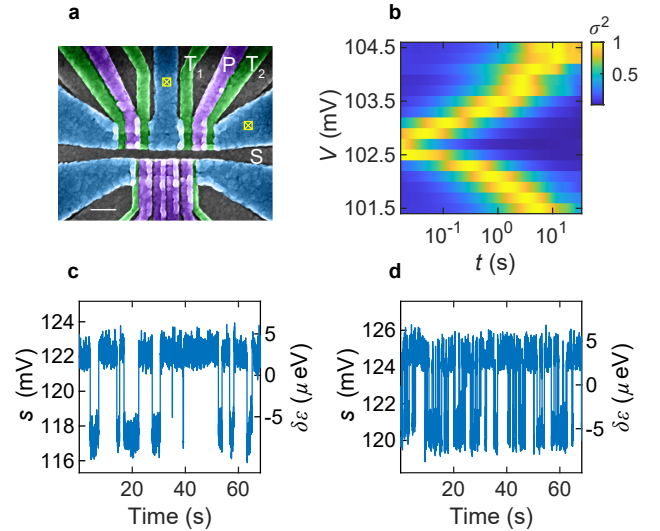 a
T1 P T2
S
b
σ²
1
0.5
104.5
103.5
102.5
101.5
V (mV)
10⁻¹ 10⁰ 10¹
t (s)
c
124
122
120
118
116
s (mV)
5
0
-5
δε (μ eV)
20 40 60
Time (s)
d
126
124
122
120
s (mV)
5
0
-5
δε (μ eV)
20 40 60
Time (s)